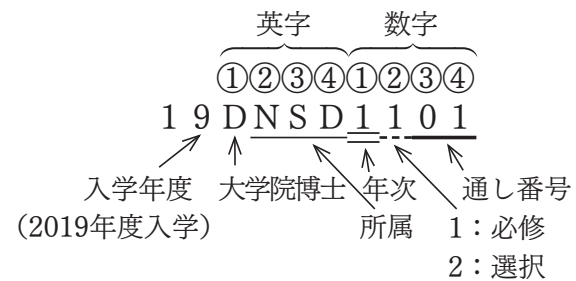 英字 数字
①②③④①②③④
19DNSD1101
入学年度 大学院博士 年次 通し番号
(2019年度入学) 所属 1：必修
2：選択